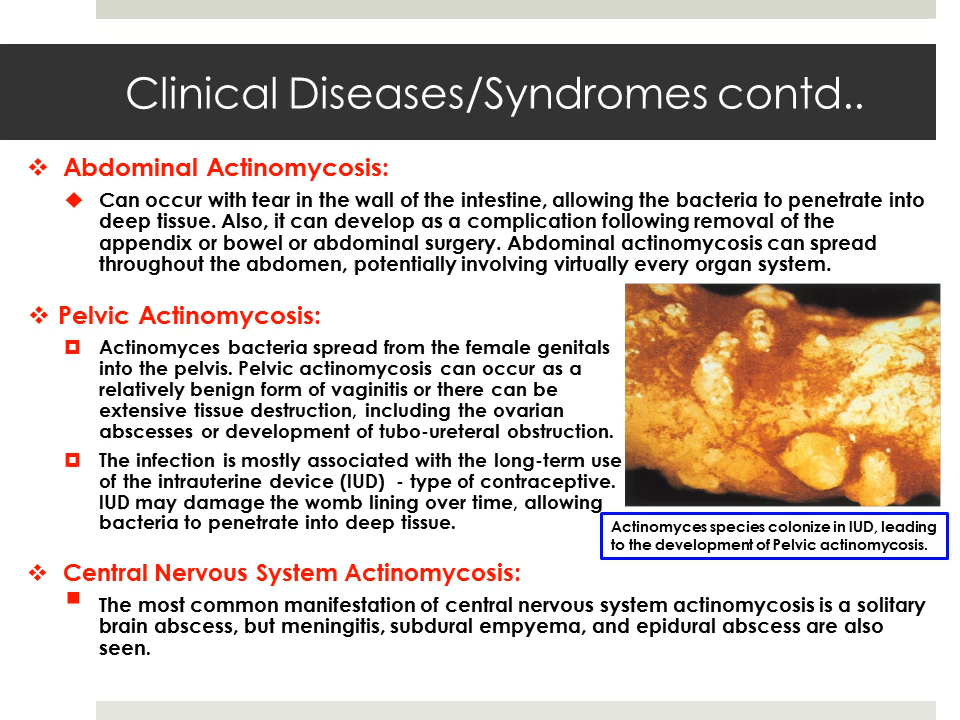 Clinical Diseases/Syndromes contd..
Abdominal Actinomycosis:
Can occur with tear in the wall of the intestine, allowing the bacteria to penetrate into
deep tissue. Also, it can develop as a complication following removal of the
appendix or bowel or abdominal surgery. Abdominal actinomycosis can spread
throughout the abdomen, potentially involving virtually every organ system.
Pelvic Actinomycosis:
Actinomyces bacteria spread from the female genitals
into the pelvis. Pelvic actinomycosis can occur as a
relatively benign form of vaginitis or there can be
extensive tissue destruction, including the ovarian
abscesses or development of tubo-ureteral obstruction.
The infection is mostly associated with the long-term use
of the intrauterine device (IUD) - type of contraceptive.
IUD may damage the womb lining over time, allowing
bacteria to penetrate into deep tissue.
Actinomyces species colonize in IUD, leading
to the development of Pelvic actinomycosis.
Central Nervous System Actinomycosis:
The most common manifestation of central nervous system actinomycosis is a solitary
brain abscess, but meningitis, subdural empyema, and epidural abscess are also
seen.